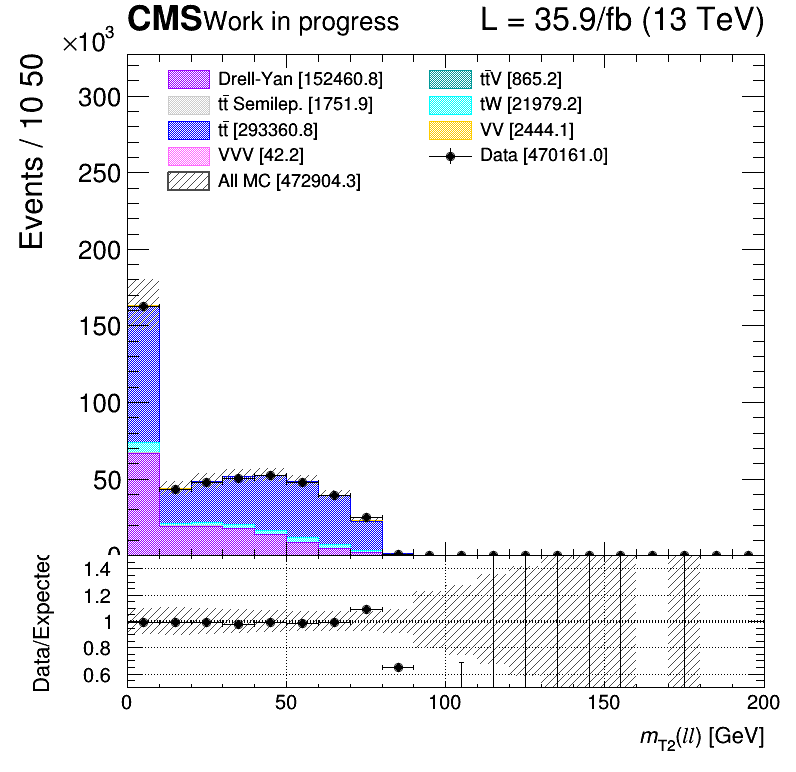 CMS Work in progress L = 35.9/fb (13 TeV)
×10³
Events / 10 50
Drell-Yan [152460.8]
tt̄ Semilep. [1751.9]
tt̄ [293360.8]
VVV [42.2]
All MC [472904.3]
tt̄V [865.2]
tW [21979.2]
VV [2444.1]
Data [470161.0]
300
250
200
150
100
50
0
Data/Expected
1.4
1.2
1
0.8
0.6
0 50 100 150 200
m_T2(ll) [GeV]